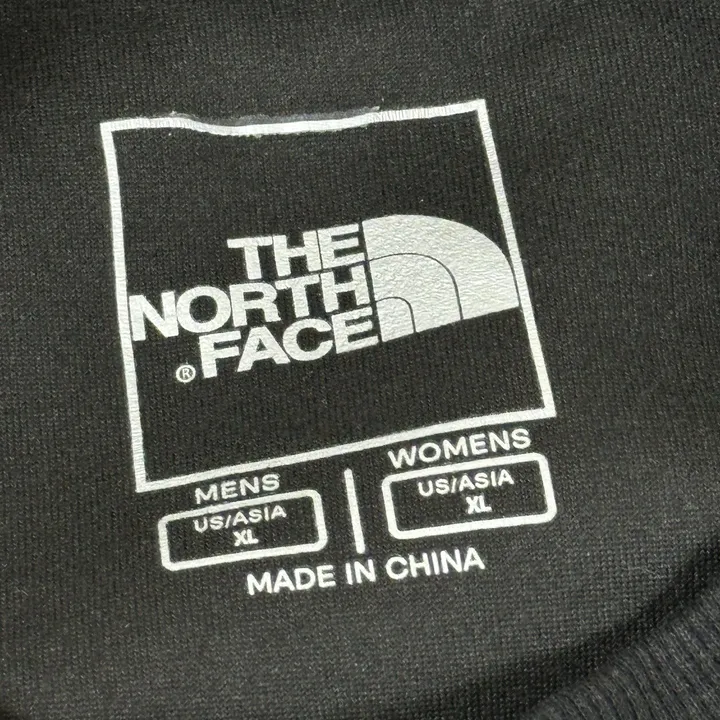 THE
NORTH
FACE
®
MENS
US/ASIA
XL
WOMENS
US/ASIA
XL
MADE IN CHINA